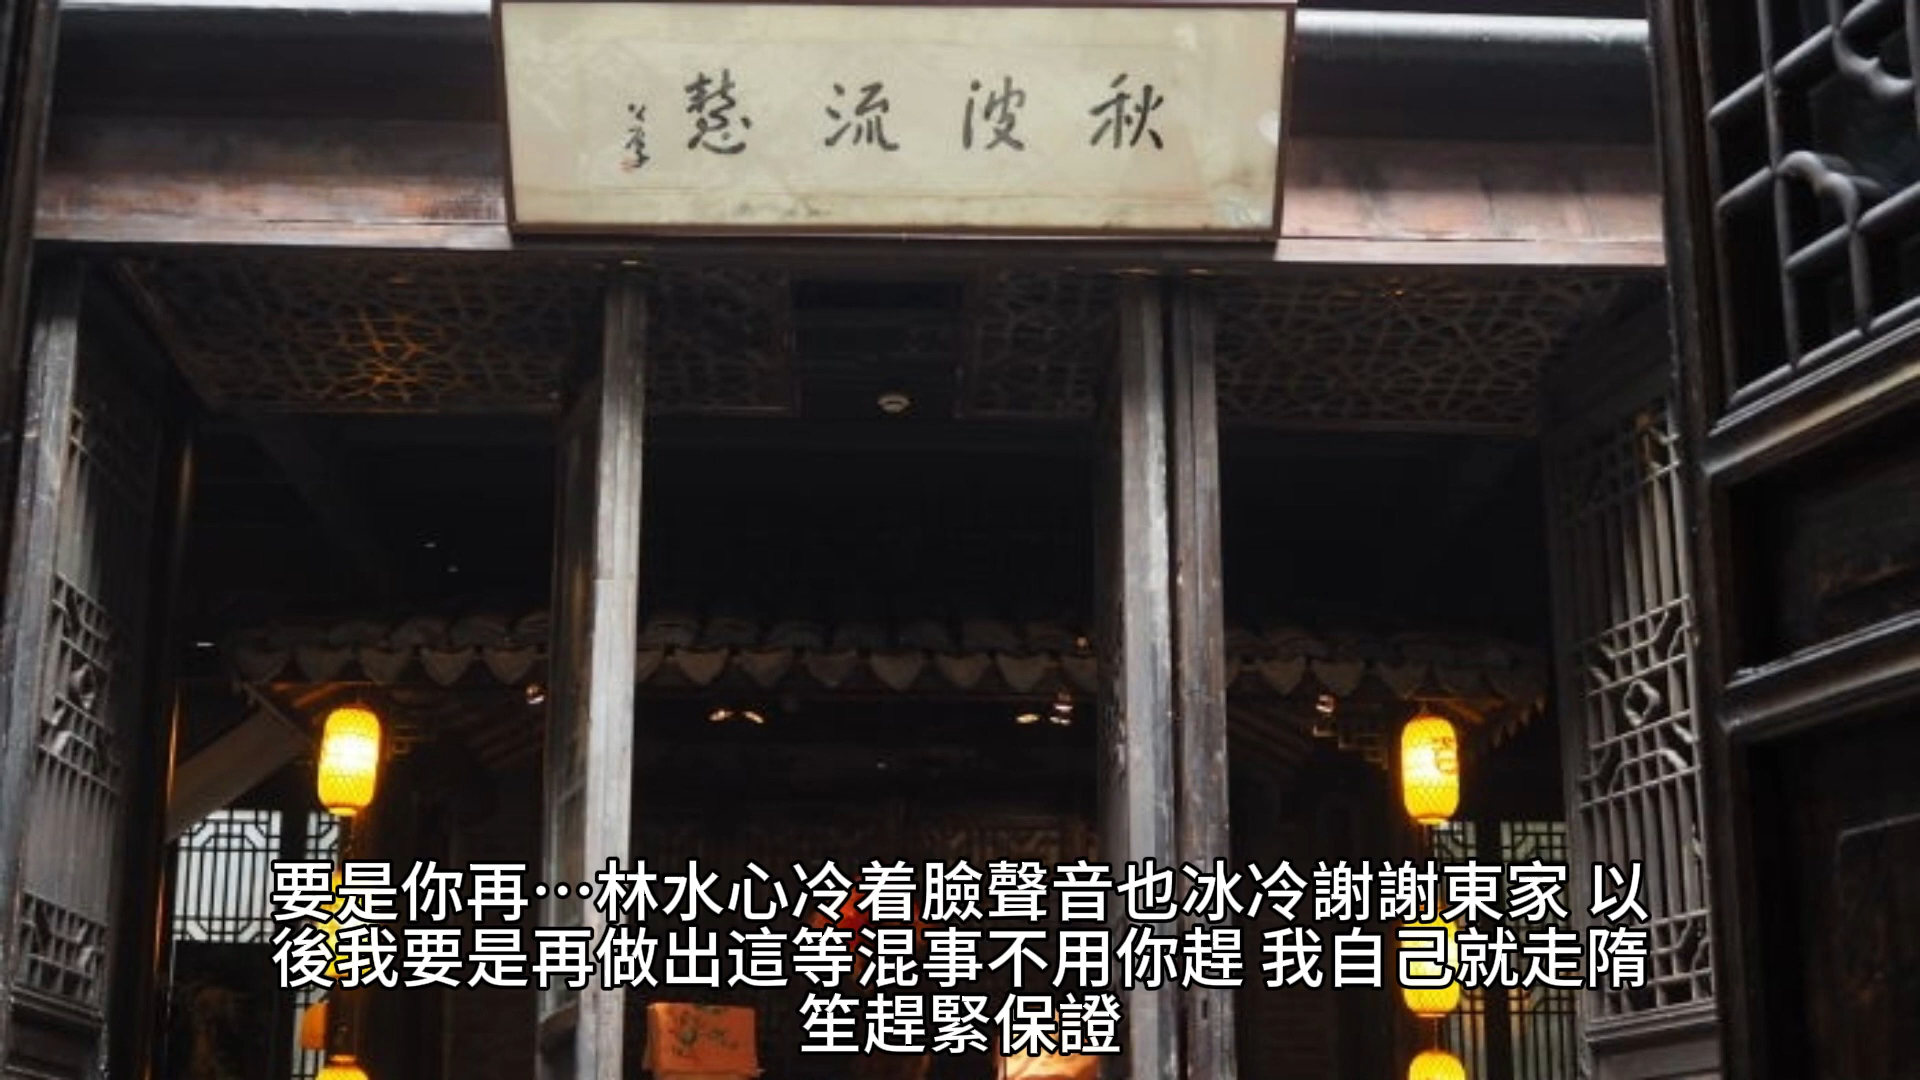 秋波流慧
要是你再…林水心冷着臉聲音也冰冷謝謝東家 以
後我要是再做出這等混事不用你趕 我自己就走隋
笙趕緊保證